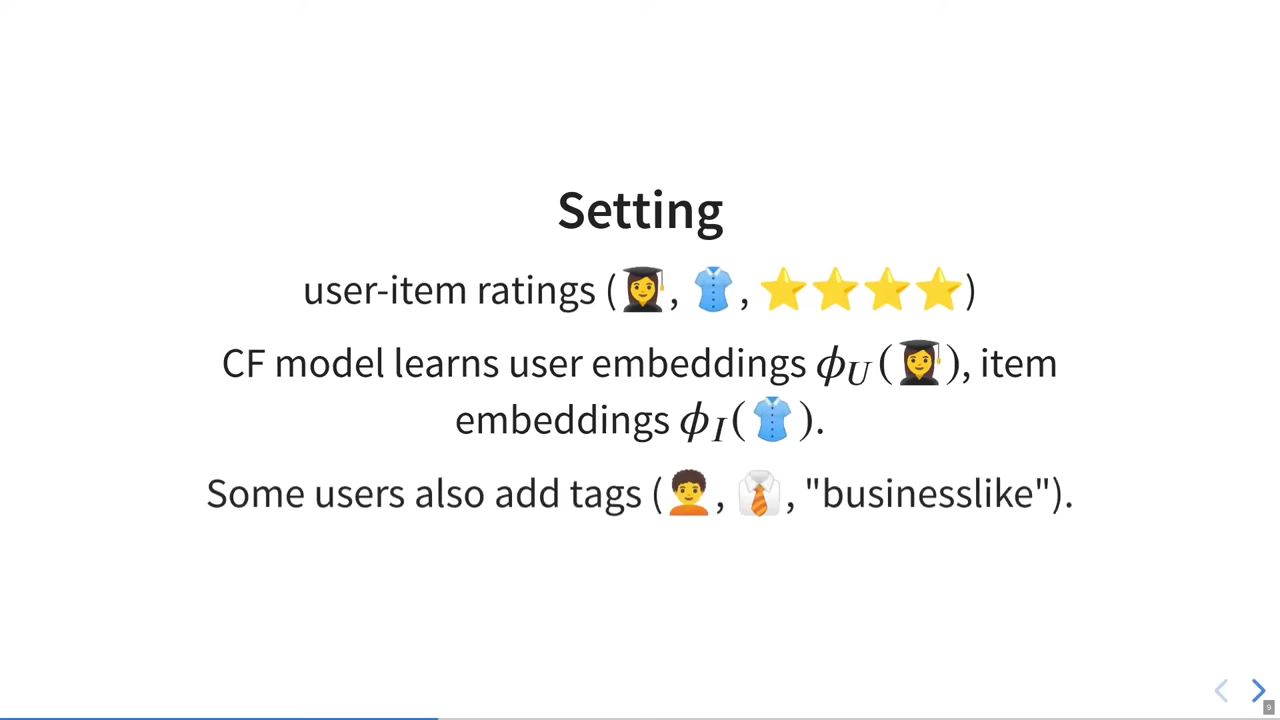 Setting
user-item ratings (👩‍🎓, 👚, ⭐⭐⭐⭐)
CF model learns user embeddings ϕ_U(👩‍🎓), item
embeddings ϕ_I(👚).
Some users also add tags (🧑‍🦱, 👔, "businesslike").
9